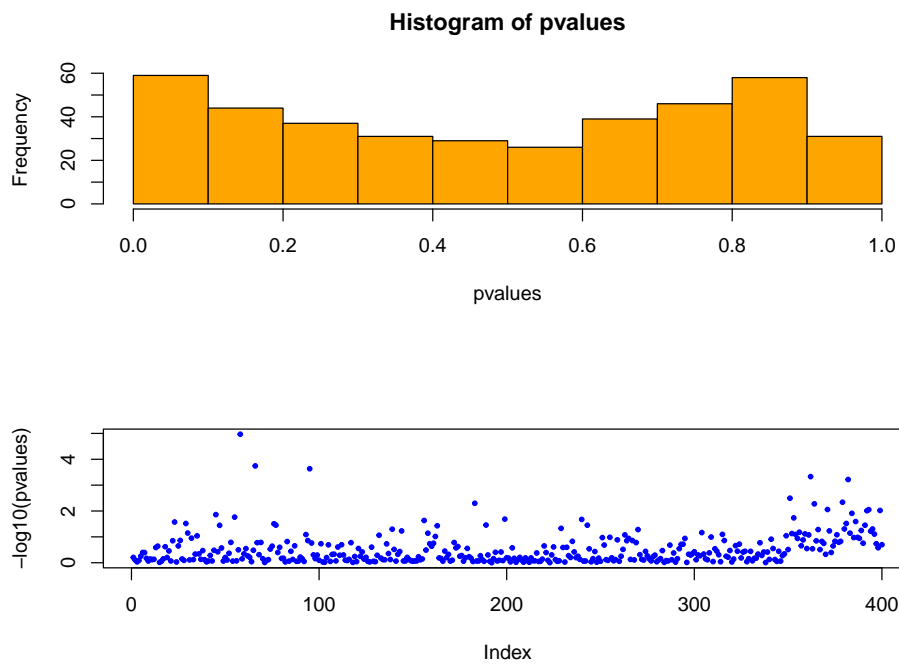 Histogram of pvalues
Frequency
60
40
20
0
0.0 0.2 0.4 0.6 0.8 1.0
pvalues
−log10(pvalues)
4
2
0
0 100 200 300 400
Index